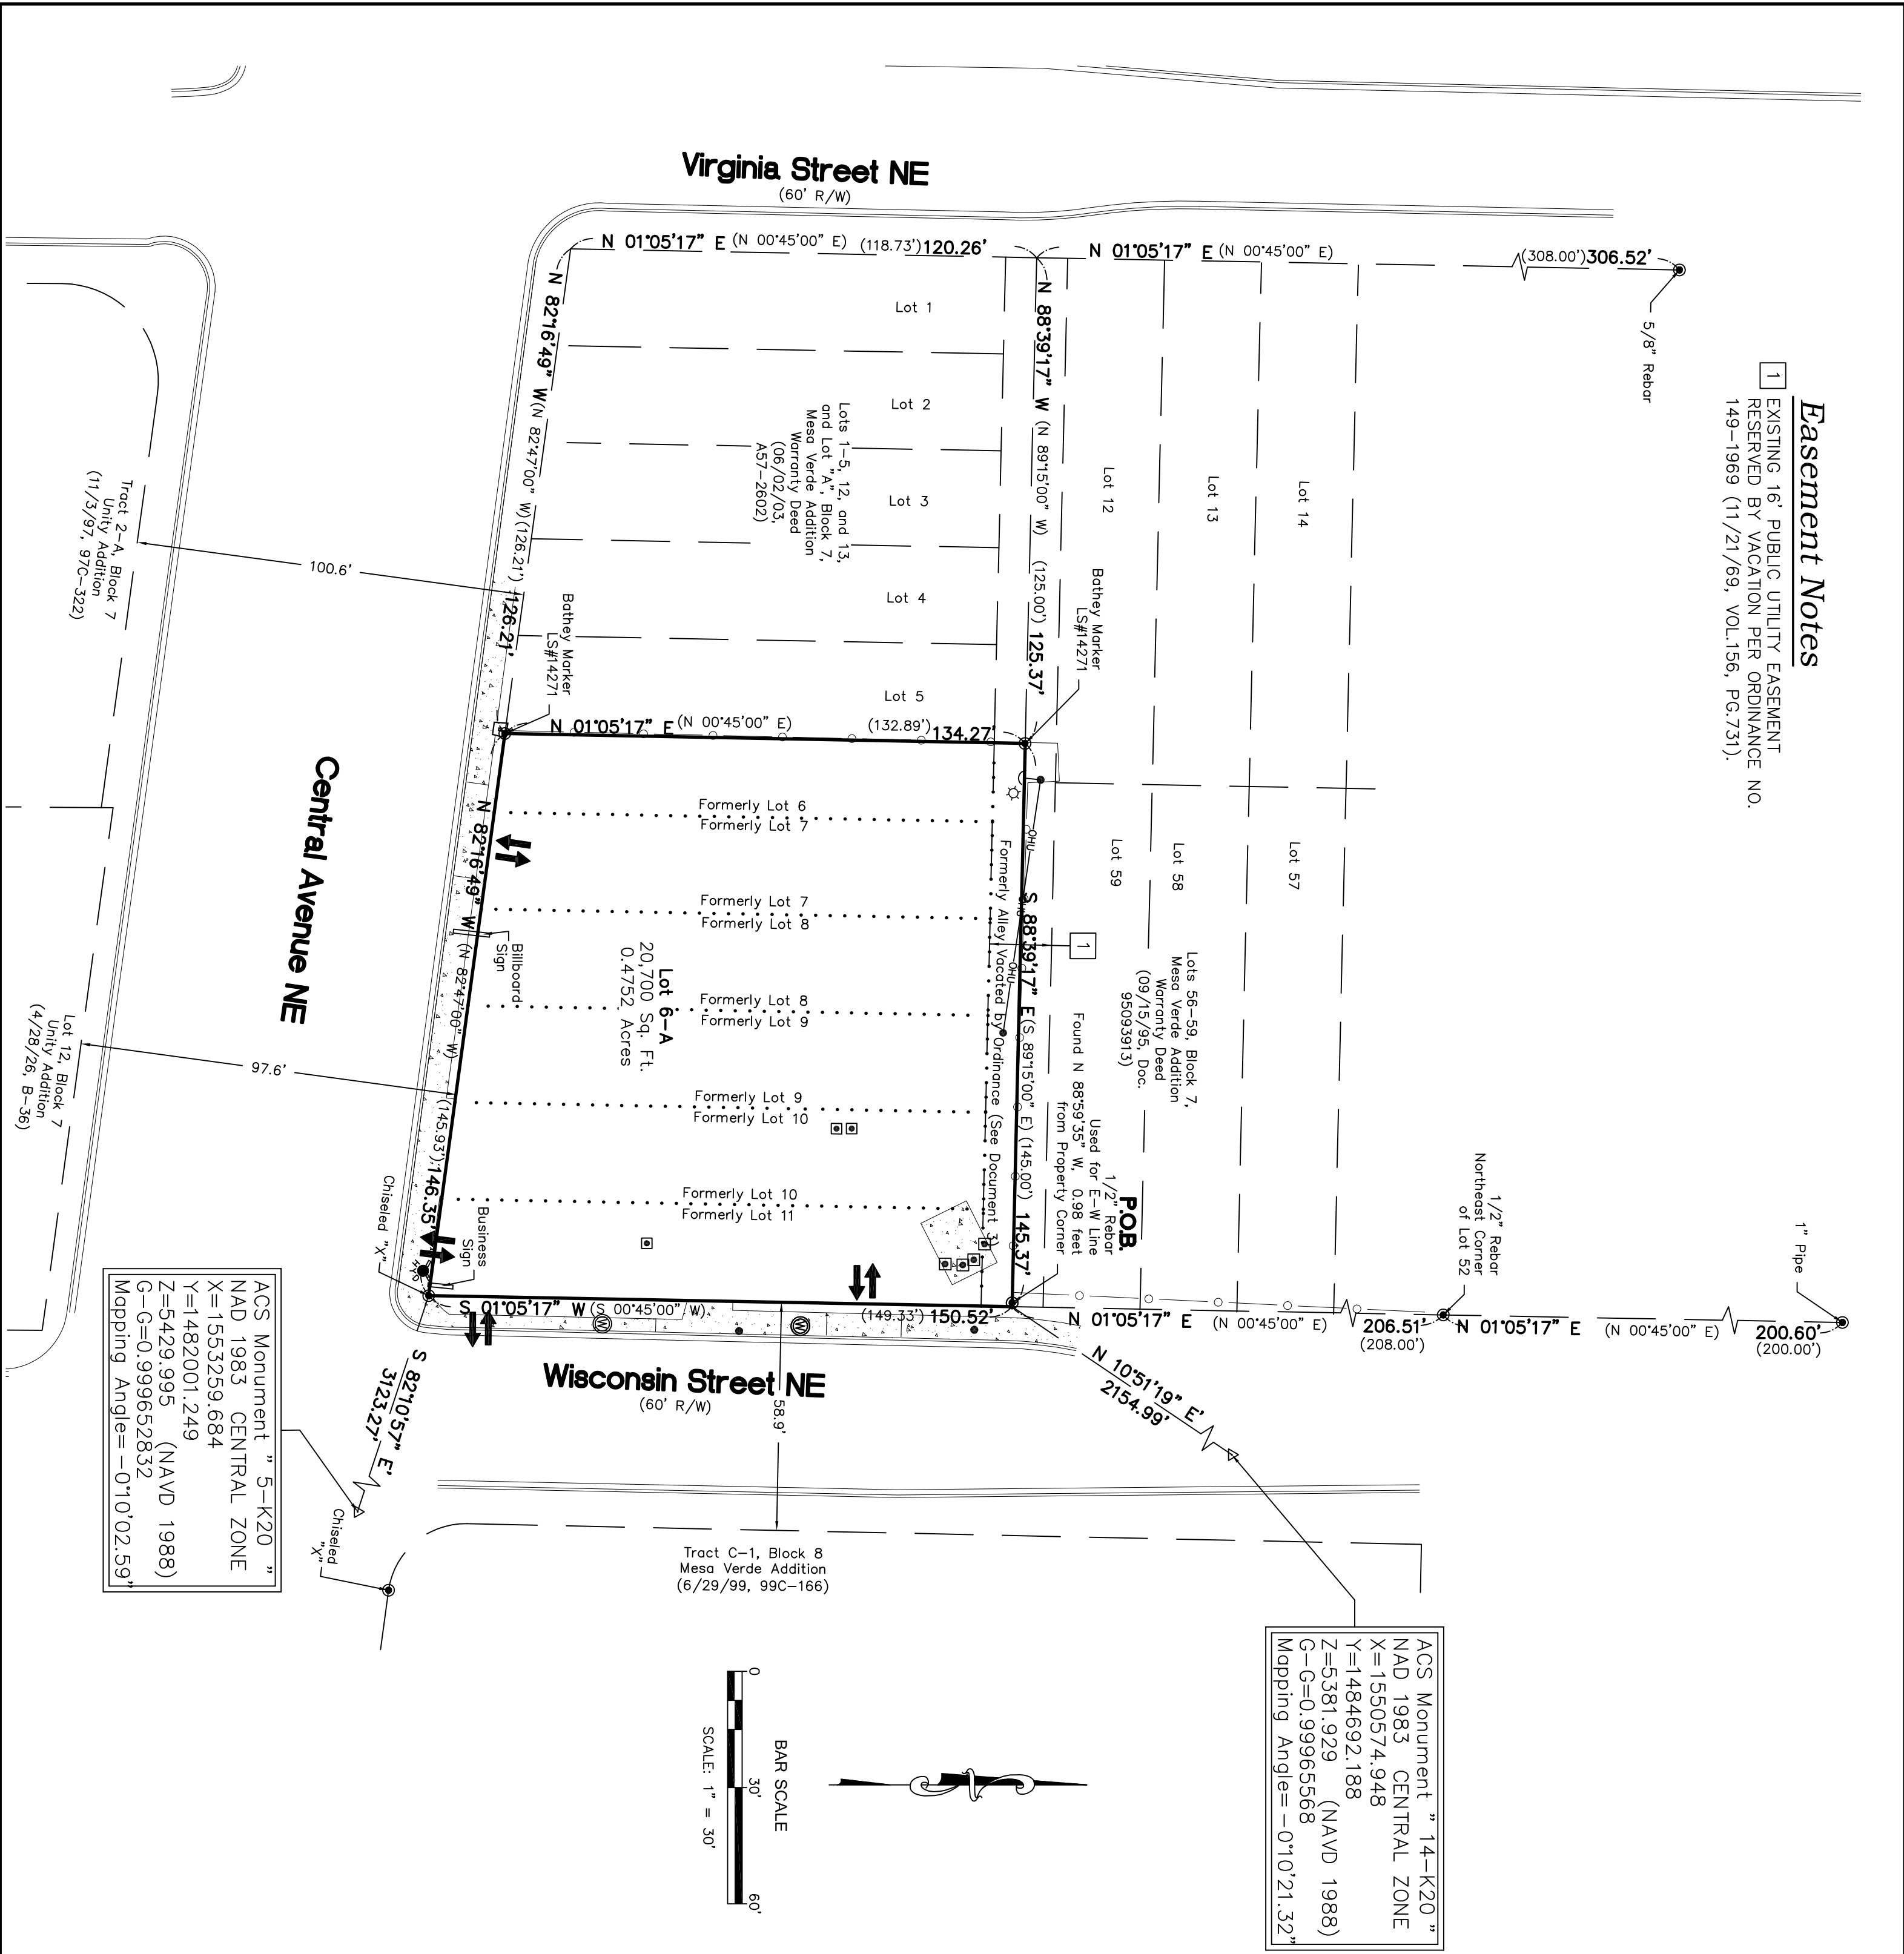 Easement Notes
1
EXISTING 16' PUBLIC UTILITY EASEMENT
RESERVED BY VACATION PER ORDINANCE NO.
149-1969 (11/21/69, VOL.156, PG.731).
Virginia Street NE
(60' R/W)
N 01°05'17" E (N 00°45'00" E) (118.73') 120.26'
N 01°05'17" E (N 00°45'00" E)
(308.00') 306.52'
5/8" Rebar
N 82°16'49" W (N 82°47'00" W) (126.21') 126.21'
N 88°39'17" W (N 89°15'00" W) (125.00') 125.37'
Lot 1
Lot 2
Lot 3
Lot 4
Lot 5
Lots 1-5, 12, and 13,
and Lot "A", Block 7,
Mesa Verde Addition
Warranty Deed
(06/02/03,
A57-2602)
Lot 12
Lot 13
Lot 14
Bathey Marker
LS#14271
Bathey Marker
LS#14271
Tract 2-A, Block 7
Unity Addition
(11/3/97, 97C-322)
100.6'
N 01°05'17" E (N 00°45'00" E)
(132.89') 134.27'
Central Avenue NE
Formerly Lot 6
Formerly Lot 7
Formerly Lot 7
Formerly Lot 8
Formerly Lot 8
Formerly Lot 9
Formerly Lot 9
Formerly Lot 10
Formerly Lot 10
Formerly Lot 11
Lot 6-A
20,700 Sq. Ft.
0.4752 Acres
Billboard
Sign
N 82°16'49" W (N 82°47'00" W) (145.93') 146.35'
Formerly Alley Vacated by Ordinance (See Document 3)
OHU
OHU
OHU
S 88°39'17" E (S 89°15'00" E) (145.00') 145.37'
1
Lot 59
Lot 58
Lot 57
Lots 56-59, Block 7,
Mesa Verde Addition
Warranty Deed
(09/15/95, Doc.
95093913)
P.O.B.
1/2" Rebar
Used for E-W Line
Found N 88°59'35" W, 0.98 feet
from Property Corner
1/2" Rebar
Northeast Corner
of Lot 52
1" Pipe
Lot 12, Block 7
Unity Addition
(4/28/26, B-36)
97.6'
Chiseled "X"
Business
Sign
HYD
S 01°05'17" W (S 00°45'00" W)
W
W
(149.33') 150.52'
N 01°05'17" E (N 00°45'00" E)
206.51'
(208.00')
N 01°05'17" E (N 00°45'00" E)
200.60'
(200.00')
Wisconsin Street NE
(60' R/W)
58.9'
N 10°51'19" E'
2154.99'
S 82°10'57" E'
3123.27'
Chiseled
"X"
Tract C-1, Block 8
Mesa Verde Addition
(6/29/99, 99C-166)
ACS Monument " 5-K20 "
NAD 1983 CENTRAL ZONE
X=1553259.684
Y=1482001.249
Z=5429.995 (NAVD 1988)
G-G=0.999652832
Mapping Angle= -0°10'02.59"
ACS Monument " 14-K20 "
NAD 1983 CENTRAL ZONE
X=1550574.948
Y=1484692.188
Z=5381.929 (NAVD 1988)
G-G=0.99965568
Mapping Angle= -0°10'21.32"
BAR SCALE
0 30' 60'
SCALE: 1" = 30'